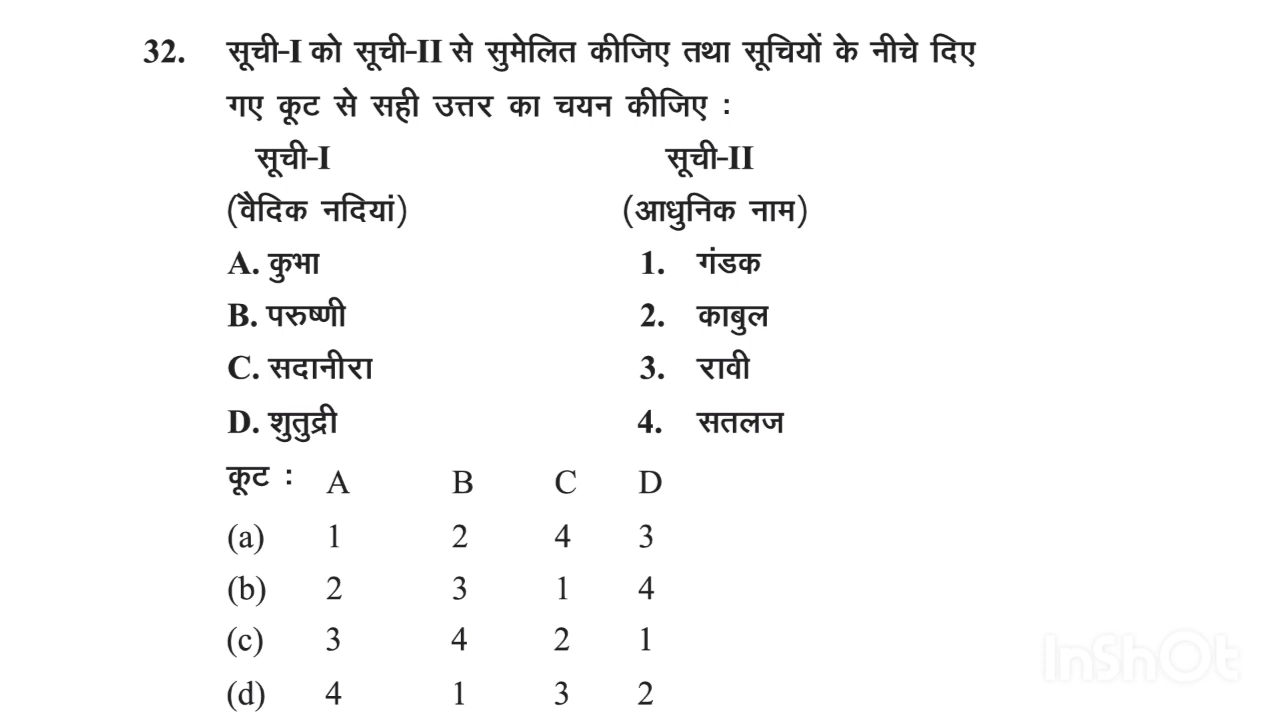 32. सूची-I को सूची-II से सुमेलित कीजिए तथा सूचियों के नीचे दिए
गए कूट से सही उत्तर का चयन कीजिए :
सूची-I सूची-II
(वैदिक नदियां) (आधुनिक नाम)
A. कुभा 1. गंडक
B. परुष्णी 2. काबुल
C. सदानीरा 3. रावी
D. शुतुद्री 4. सतलज
कूट : A B C D
(a) 1 2 4 3
(b) 2 3 1 4
(c) 3 4 2 1
(d) 4 1 3 2
InShOt